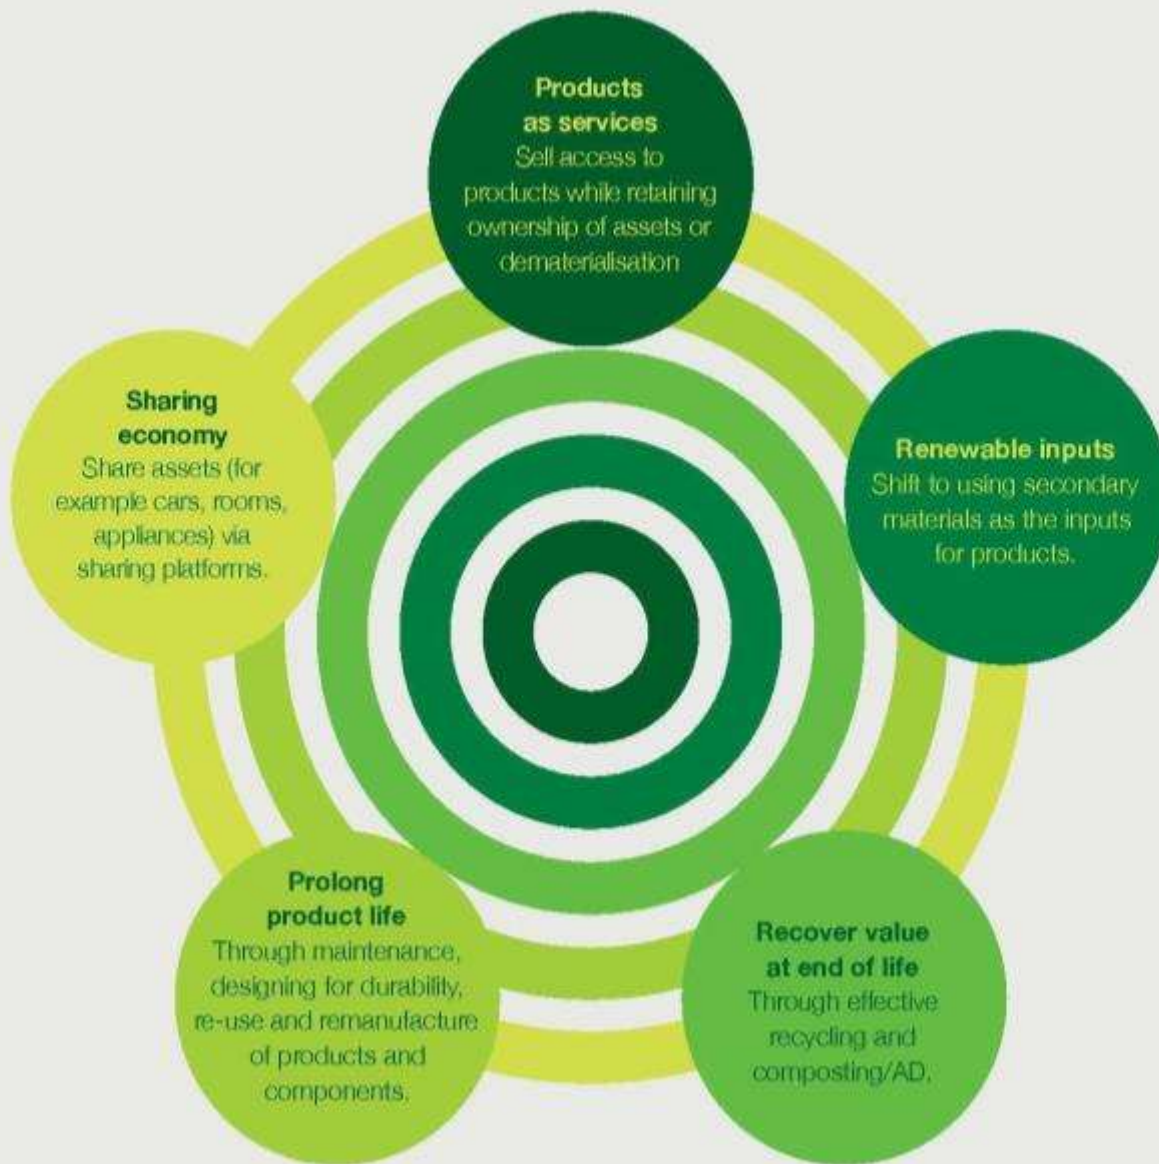 Products
as services
Sell access to
products while retaining
ownership of assets or
dematerialisation
Sharing
economy
Share assets (for
example cars, rooms,
appliances) via
sharing platforms.
Renewable inputs
Shift to using secondary
materials as the inputs
for products.
Prolong
product life
Through maintenance,
designing for durability,
re-use and remanufacture
of products and
components.
Recover value
at end of life
Through effective
recycling and
composting/AD.